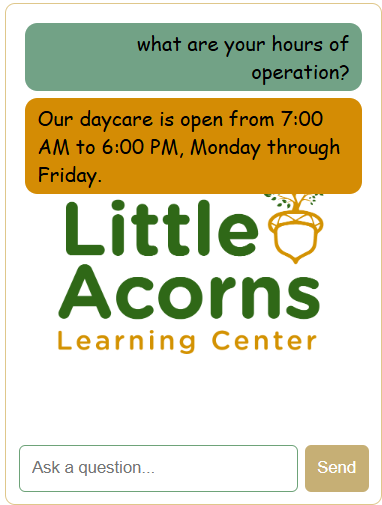 what are your hours of
operation?
Our daycare is open from 7:00
AM to 6:00 PM, Monday through
Friday.
Little
Acorns
Learning Center
Ask a question...
Send